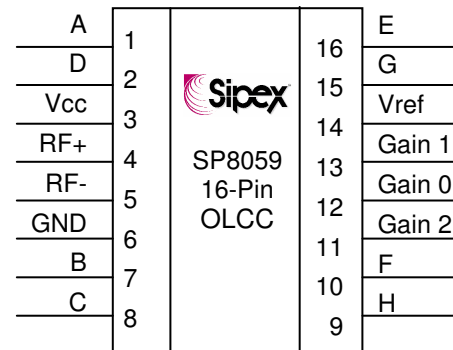 A 1 16 E
D 2 15 G
Vcc 3 14 Vref
RF+ 4 13 Gain 1
RF- 5 12 Gain 0
GND 6 11 Gain 2
B 7 10 F
C 8 9 H
Sipex
SP8059
16-Pin
OLCC